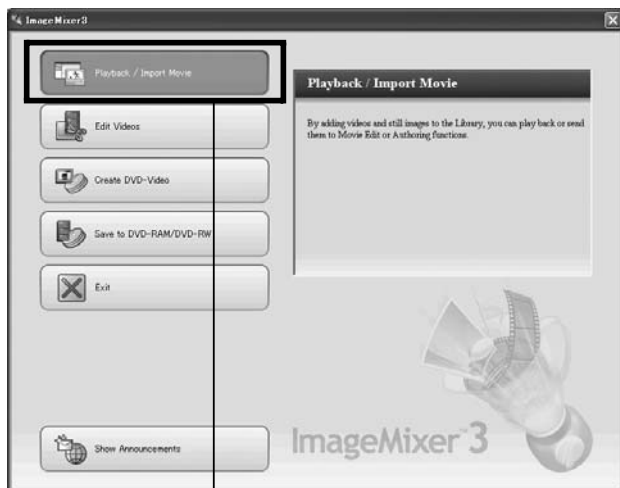 ImageMixer3
Playback / Import Movie
Edit Videos
Create DVD-Video
Save to DVD-RAM/DVD-RW
Exit
Show Announcements
Playback / Import Movie
By adding videos and still images to the Library, you can play back or send
them to Movie Edit or Authoring functions.
ImageMixer™3